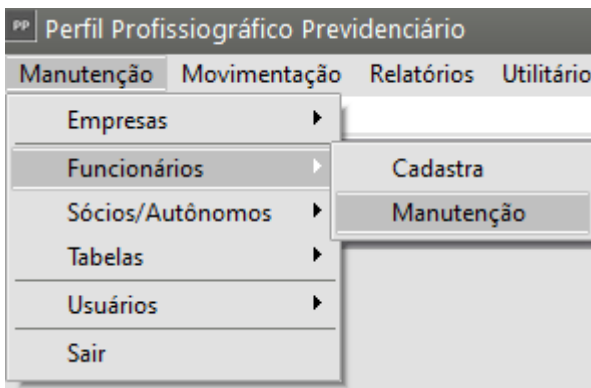 PP Perfil Profissiográfico Previdenciário
Manutenção Movimentação Relatórios Utilitário
Empresas
Funcionários Cadastra
Sócios/Autônomos Manutenção
Tabelas
Usuários
Sair